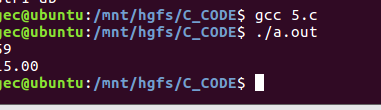 gec@ubuntu:/mnt/hgfs/C_CODE$ gcc 5.c
gec@ubuntu:/mnt/hgfs/C_CODE$ ./a.out
59
15.00
gec@ubuntu:/mnt/hgfs/C_CODE$